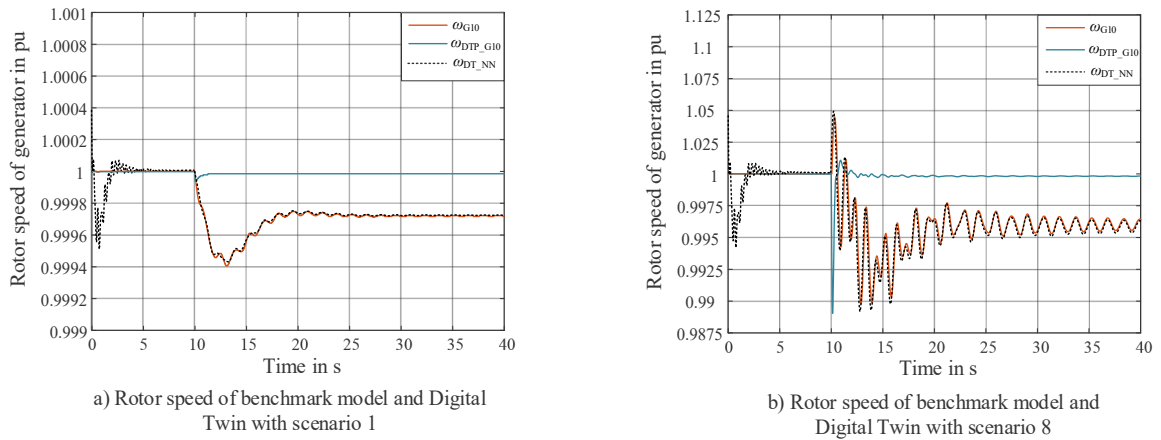 1.001
1.0008
1.0006
1.0004
1.0002
1
0.9998
0.9996
0.9994
0.9992
0.999
0 5 10 15 20 25 30 35 40
Rotor speed of generator in pu
Time in s
ωG10
ωDTP_G10
ωDT_NN
a) Rotor speed of benchmark model and Digital
Twin with scenario 1
1.125
1.1
1.075
1.05
1.025
1
0.9975
0.995
0.9925
0.99
0.9875
0 5 10 15 20 25 30 35 40
Rotor speed of generator in pu
Time in s
ωG10
ωDTP_G10
ωDT_NN
b) Rotor speed of benchmark model and
Digital Twin with scenario 8